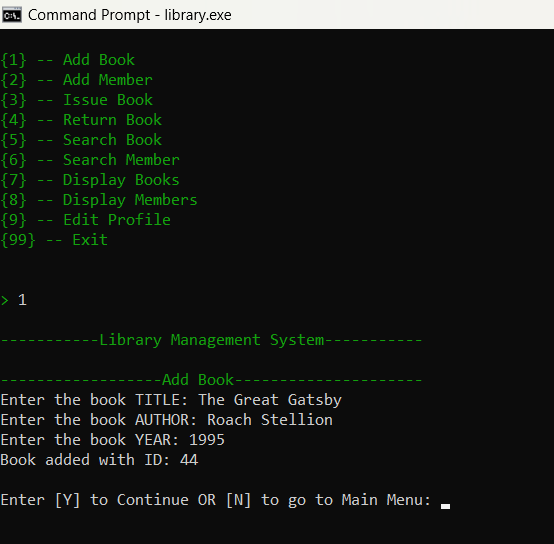 Command Prompt - library.exe
{1} -- Add Book
{2} -- Add Member
{3} -- Issue Book
{4} -- Return Book
{5} -- Search Book
{6} -- Search Member
{7} -- Display Books
{8} -- Display Members
{9} -- Edit Profile
{99} -- Exit
> 1
-----------Library Management System-----------
------------------Add Book---------------------
Enter the book TITLE: The Great Gatsby
Enter the book AUTHOR: Roach Stellion
Enter the book YEAR: 1995
Book added with ID: 44
Enter [Y] to Continue OR [N] to go to Main Menu: